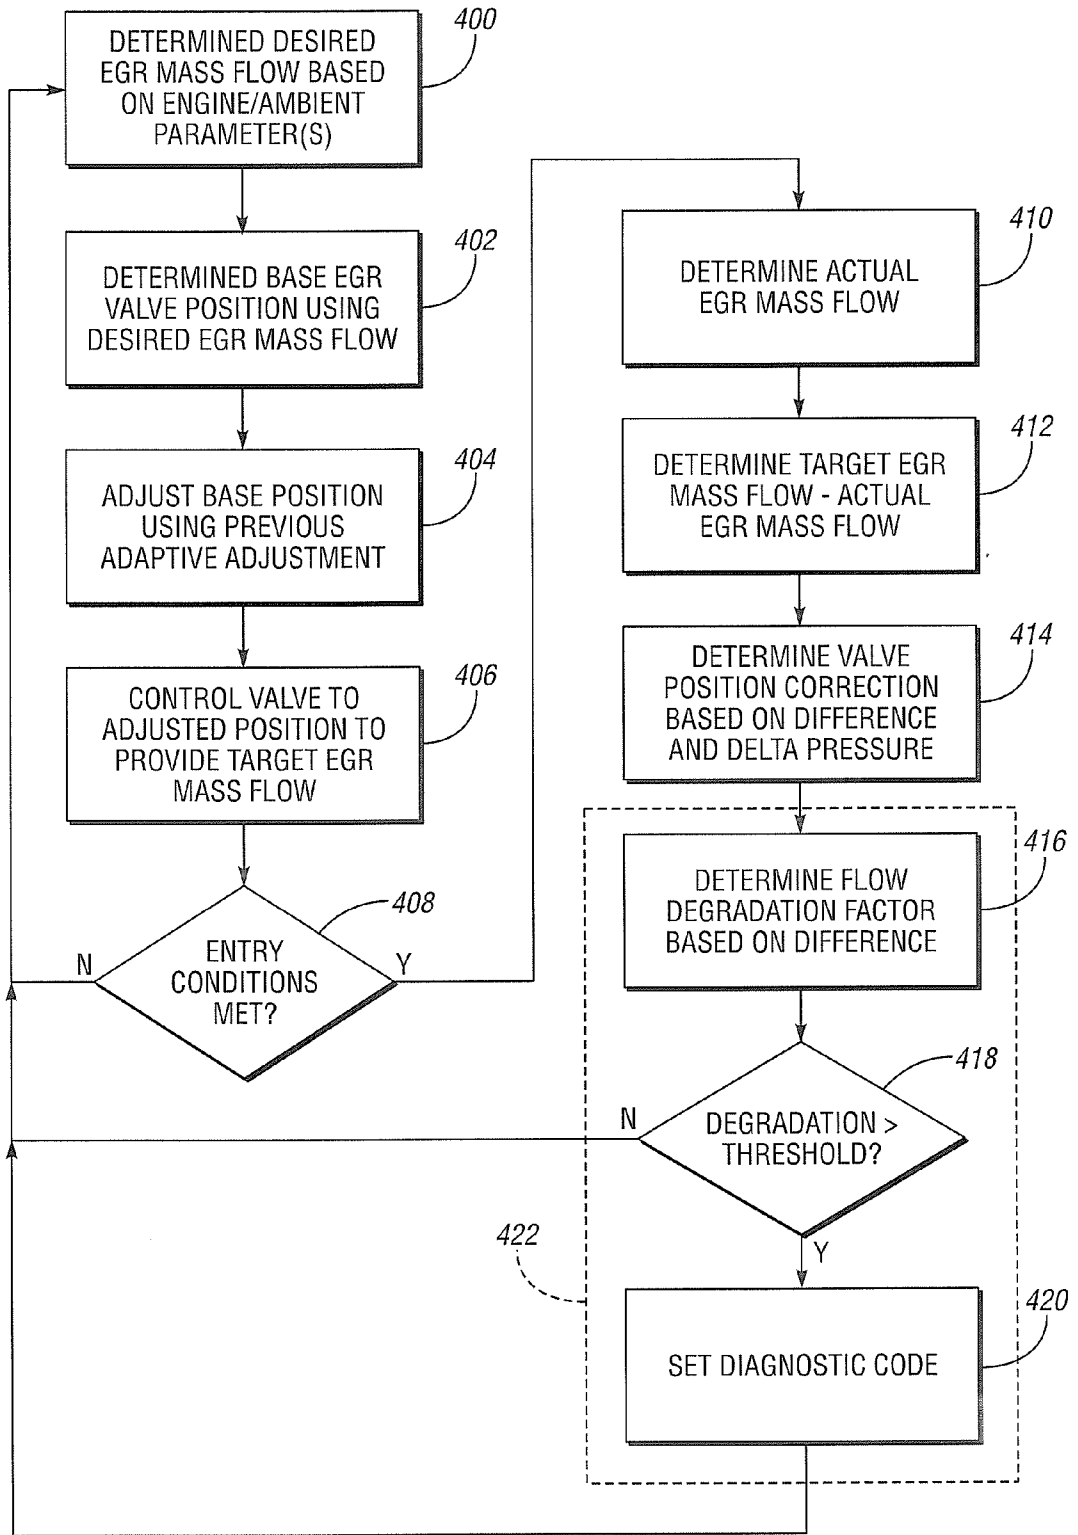 400
DETERMINED DESIRED
EGR MASS FLOW BASED
ON ENGINE/AMBIENT
PARAMETER(S)
402
DETERMINED BASE EGR
VALVE POSITION USING
DESIRED EGR MASS FLOW
404
ADJUST BASE POSITION
USING PREVIOUS
ADAPTIVE ADJUSTMENT
406
CONTROL VALVE TO
ADJUSTED POSITION TO
PROVIDE TARGET EGR
MASS FLOW
408
ENTRY
CONDITIONS
MET?
N
Y
410
DETERMINE ACTUAL
EGR MASS FLOW
412
DETERMINE TARGET EGR
MASS FLOW - ACTUAL
EGR MASS FLOW
414
DETERMINE VALVE
POSITION CORRECTION
BASED ON DIFFERENCE
AND DELTA PRESSURE
416
DETERMINE FLOW
DEGRADATION FACTOR
BASED ON DIFFERENCE
418
DEGRADATION >
THRESHOLD?
N
Y
422
420
SET DIAGNOSTIC CODE